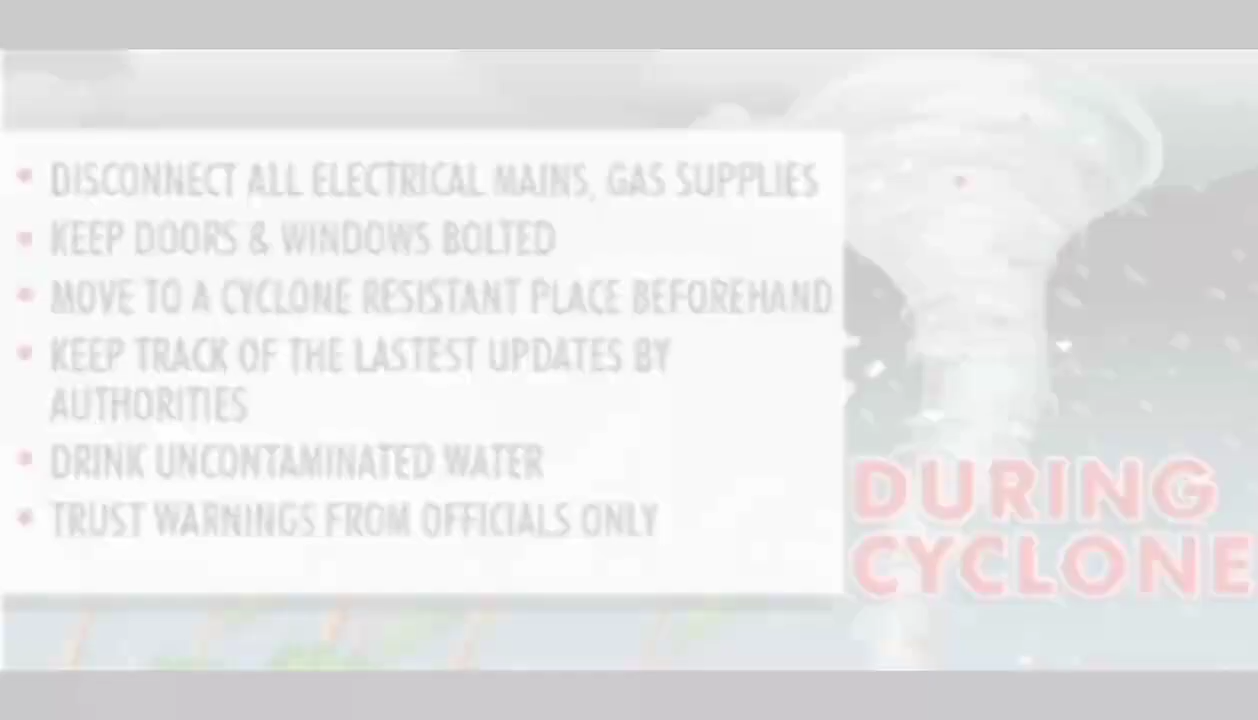 • DISCONNECT ALL ELECTRICAL MAINS, GAS SUPPLIES
• KEEP DOORS & WINDOWS BOLTED
• MOVE TO A CYCLONE RESISTANT PLACE BEFOREHAND
• KEEP TRACK OF THE LASTEST UPDATES BY
AUTHORITIES
• DRINK UNCONTAMINATED WATER
• TRUST WARNINGS FROM OFFICIALS ONLY
DURING
CYCLONE